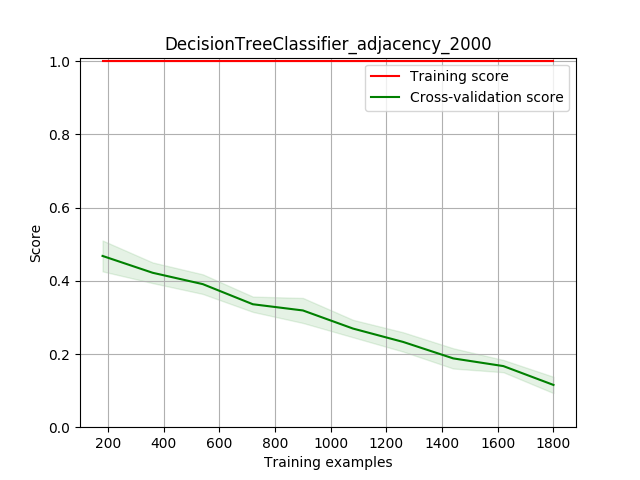 DecisionTreeClassifier_adjacency_2000
1.0
0.8
0.6
0.4
0.2
0.0
Score
Training score
Cross-validation score
200 400 600 800 1000 1200 1400 1600 1800
Training examples